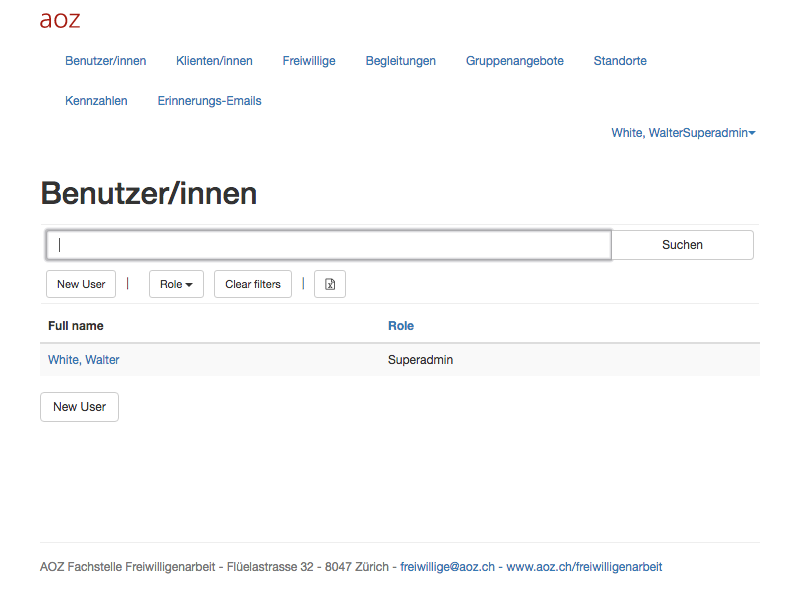 aoz
Benutzer/innen Klienten/innen Freiwillige Begleitungen Gruppenangebote Standorte
Kennzahlen Erinnerungs-Emails
White, WalterSuperadmin
Benutzer/innen
Suchen
New User | Role Clear filters |
Full name Role
White, Walter Superadmin
New User
AOZ Fachstelle Freiwilligenarbeit - Flüelastrasse 32 - 8047 Zürich - freiwillige@aoz.ch - www.aoz.ch/freiwilligenarbeit